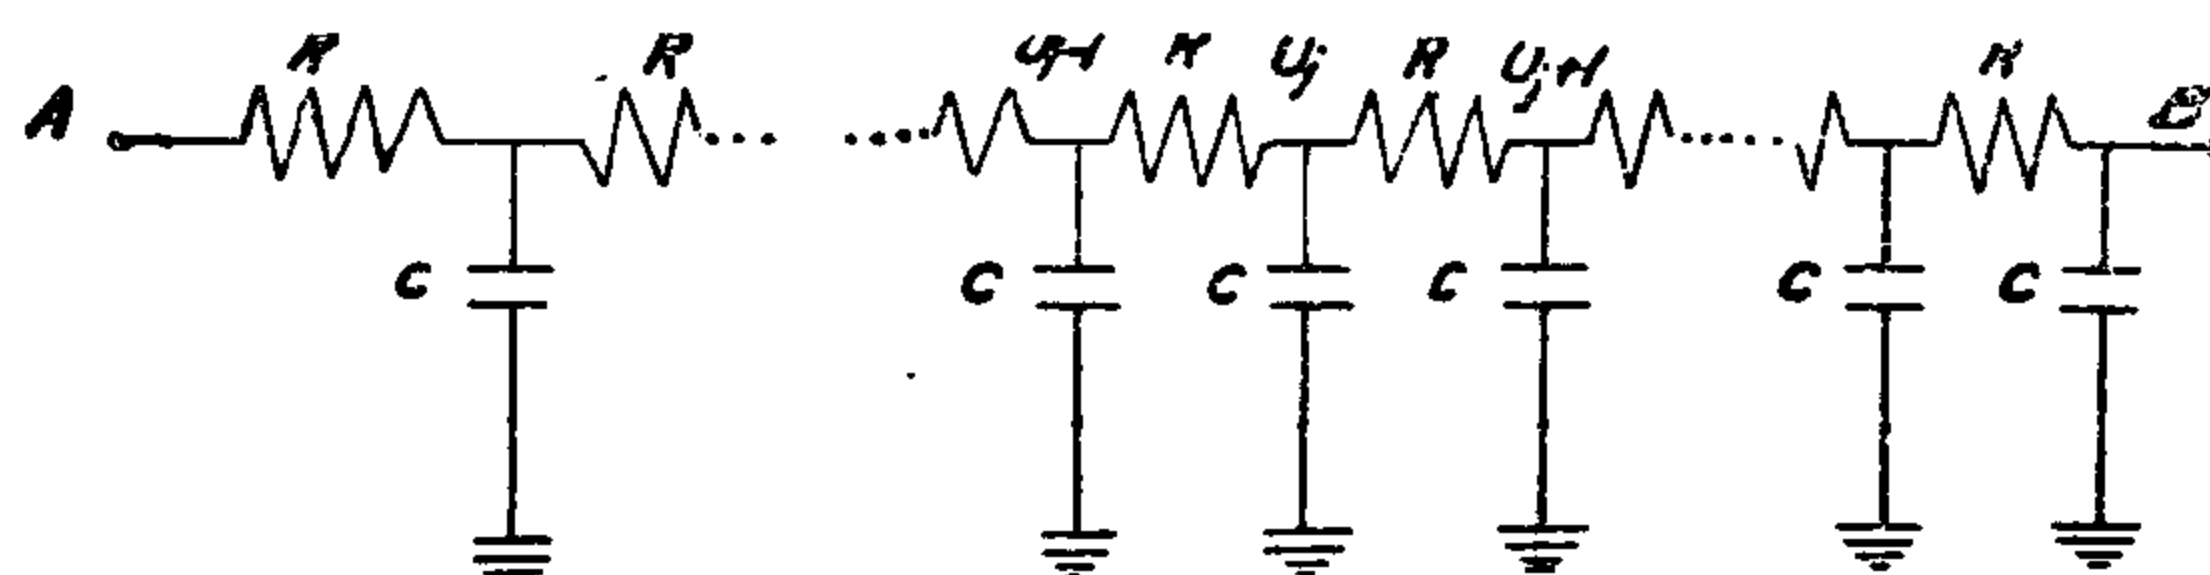 A R R U_{j-1} R U_j R U_{j+1} R B
C C C C C C